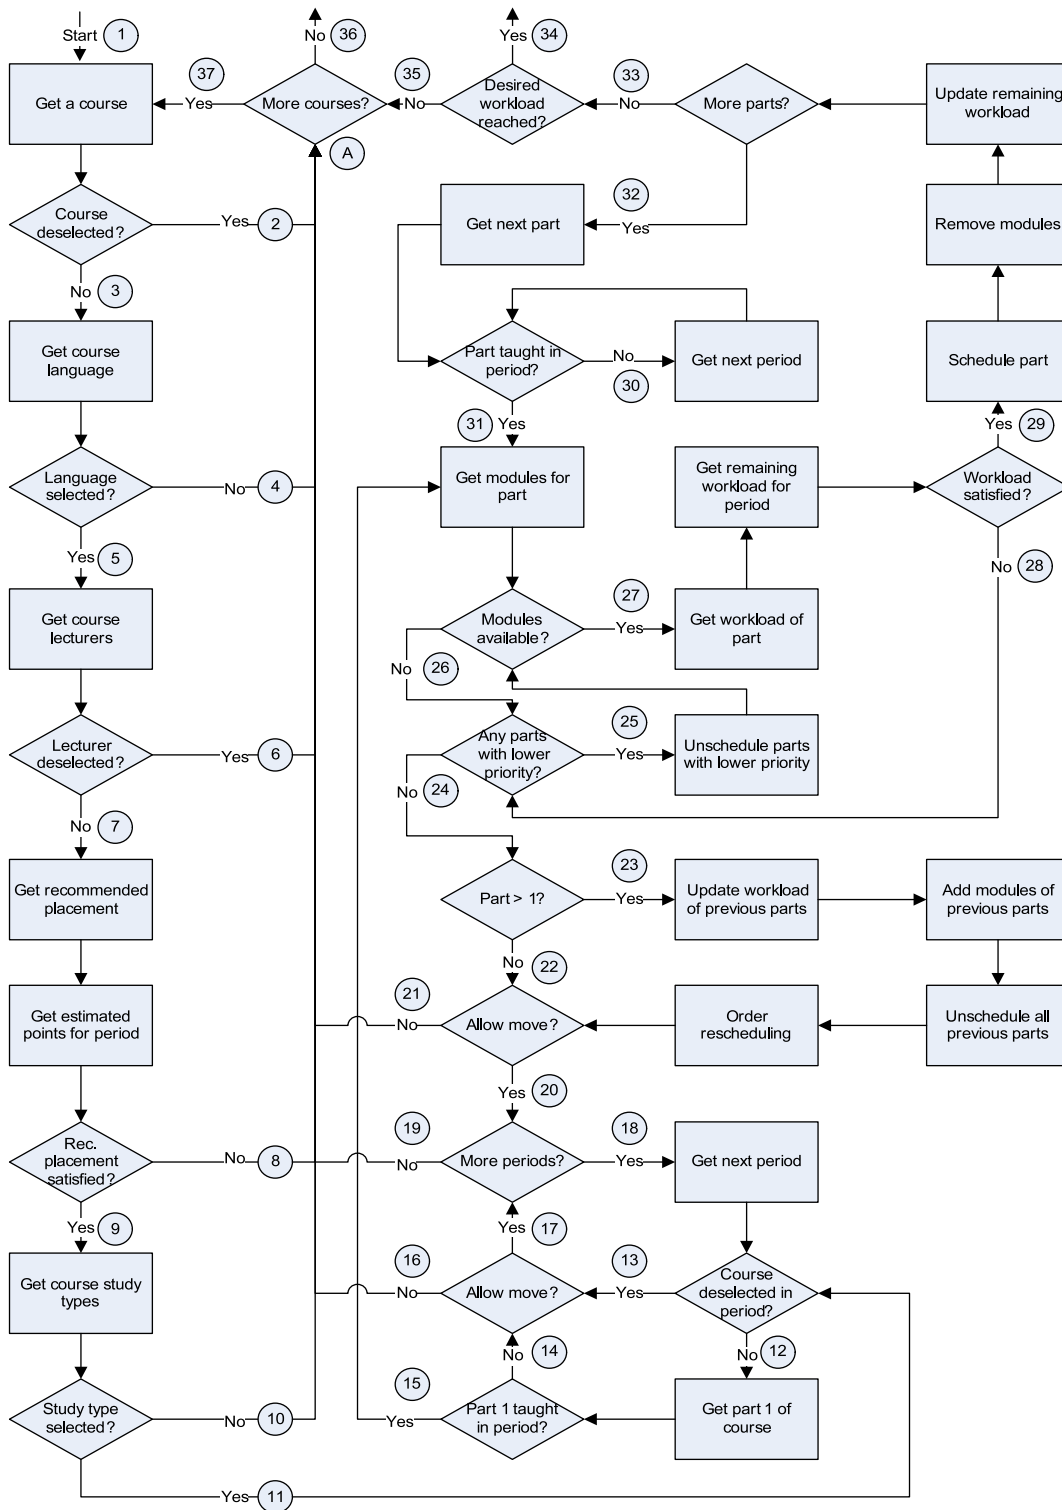 Start
1
No
36
Yes
34
37
Yes
35
No
33
No
Get a course
More courses?
Desired
workload
reached?
More parts?
Update remaining
workload
A
Course
deselected?
Yes
2
Get next part
32
Yes
Remove modules
No
3
Get course
language
Part taught in
period?
No
30
Get next period
Schedule part
31
Yes
Yes
29
Language
selected?
No
4
Get modules for
part
Get remaining
workload for
period
Workload
satisfied?
Yes
5
No
28
Get course
lecturers
Modules
available?
27
Yes
Get workload of
part
No
26
Lecturer
deselected?
Yes
6
Any parts
with lower
priority?
25
Yes
Unschedule parts
with lower priority
No
24
No
7
Get recommended
placement
Part > 1?
23
Yes
Update workload
of previous parts
Add modules of
previous parts
No
22
Get estimated
points for period
21
No
Allow move?
Order
rescheduling
Unschedule all
previous parts
Yes
20
Rec.
placement
satisfied?
No
8
19
No
More periods?
18
Yes
Get next period
Yes
9
Yes
17
Get course study
types
16
No
Allow move?
13
Yes
Course
deselected in
period?
No
14
No
12
Study type
selected?
No
10
15
Yes
Part 1 taught
in period?
Get part 1 of
course
Yes
11